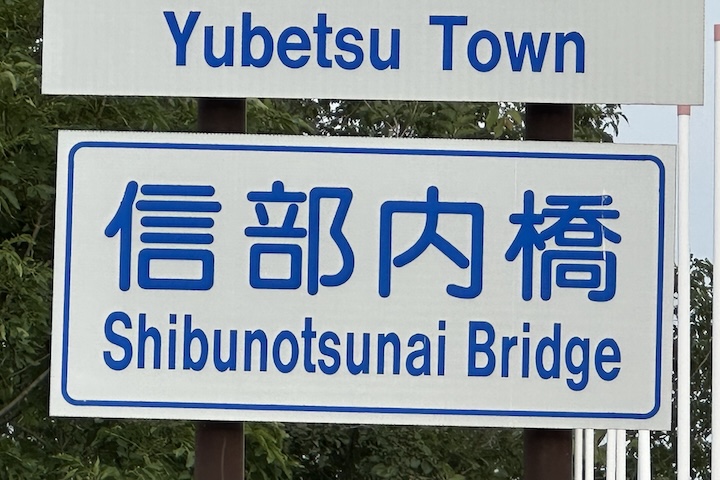 Yubetsu Town
信部内橋
Shibunotsunai Bridge